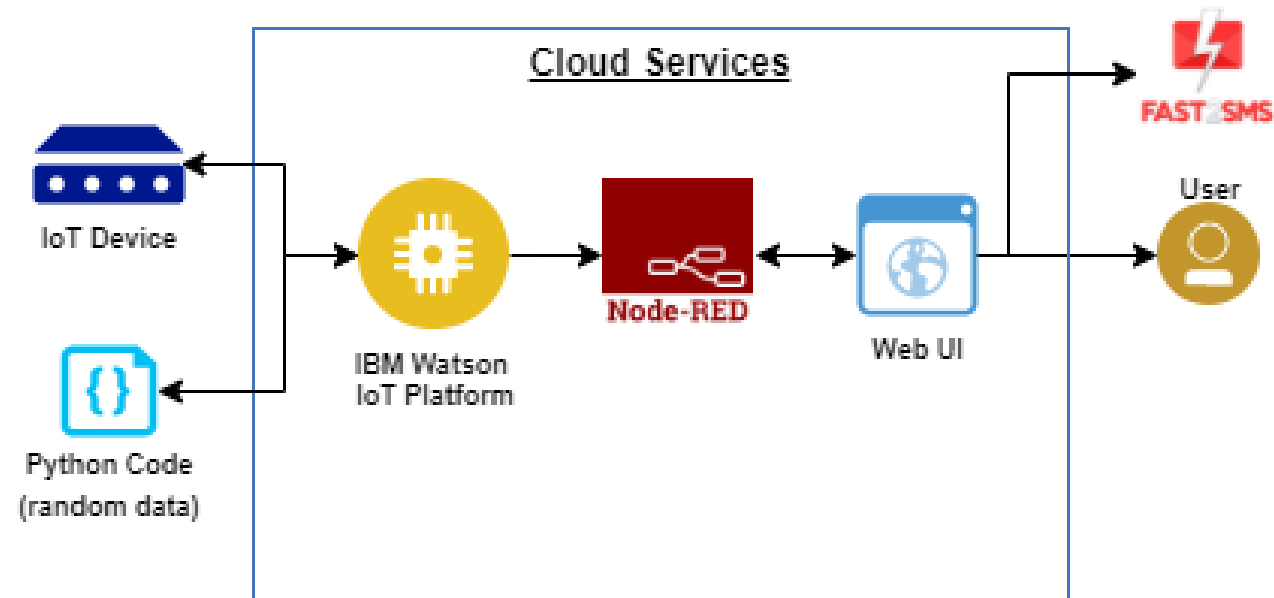 Cloud Services
FAST2SMS
User
IoT Device
Node-RED
Web UI
IBM Watson
IoT Platform
Python Code
(random data)